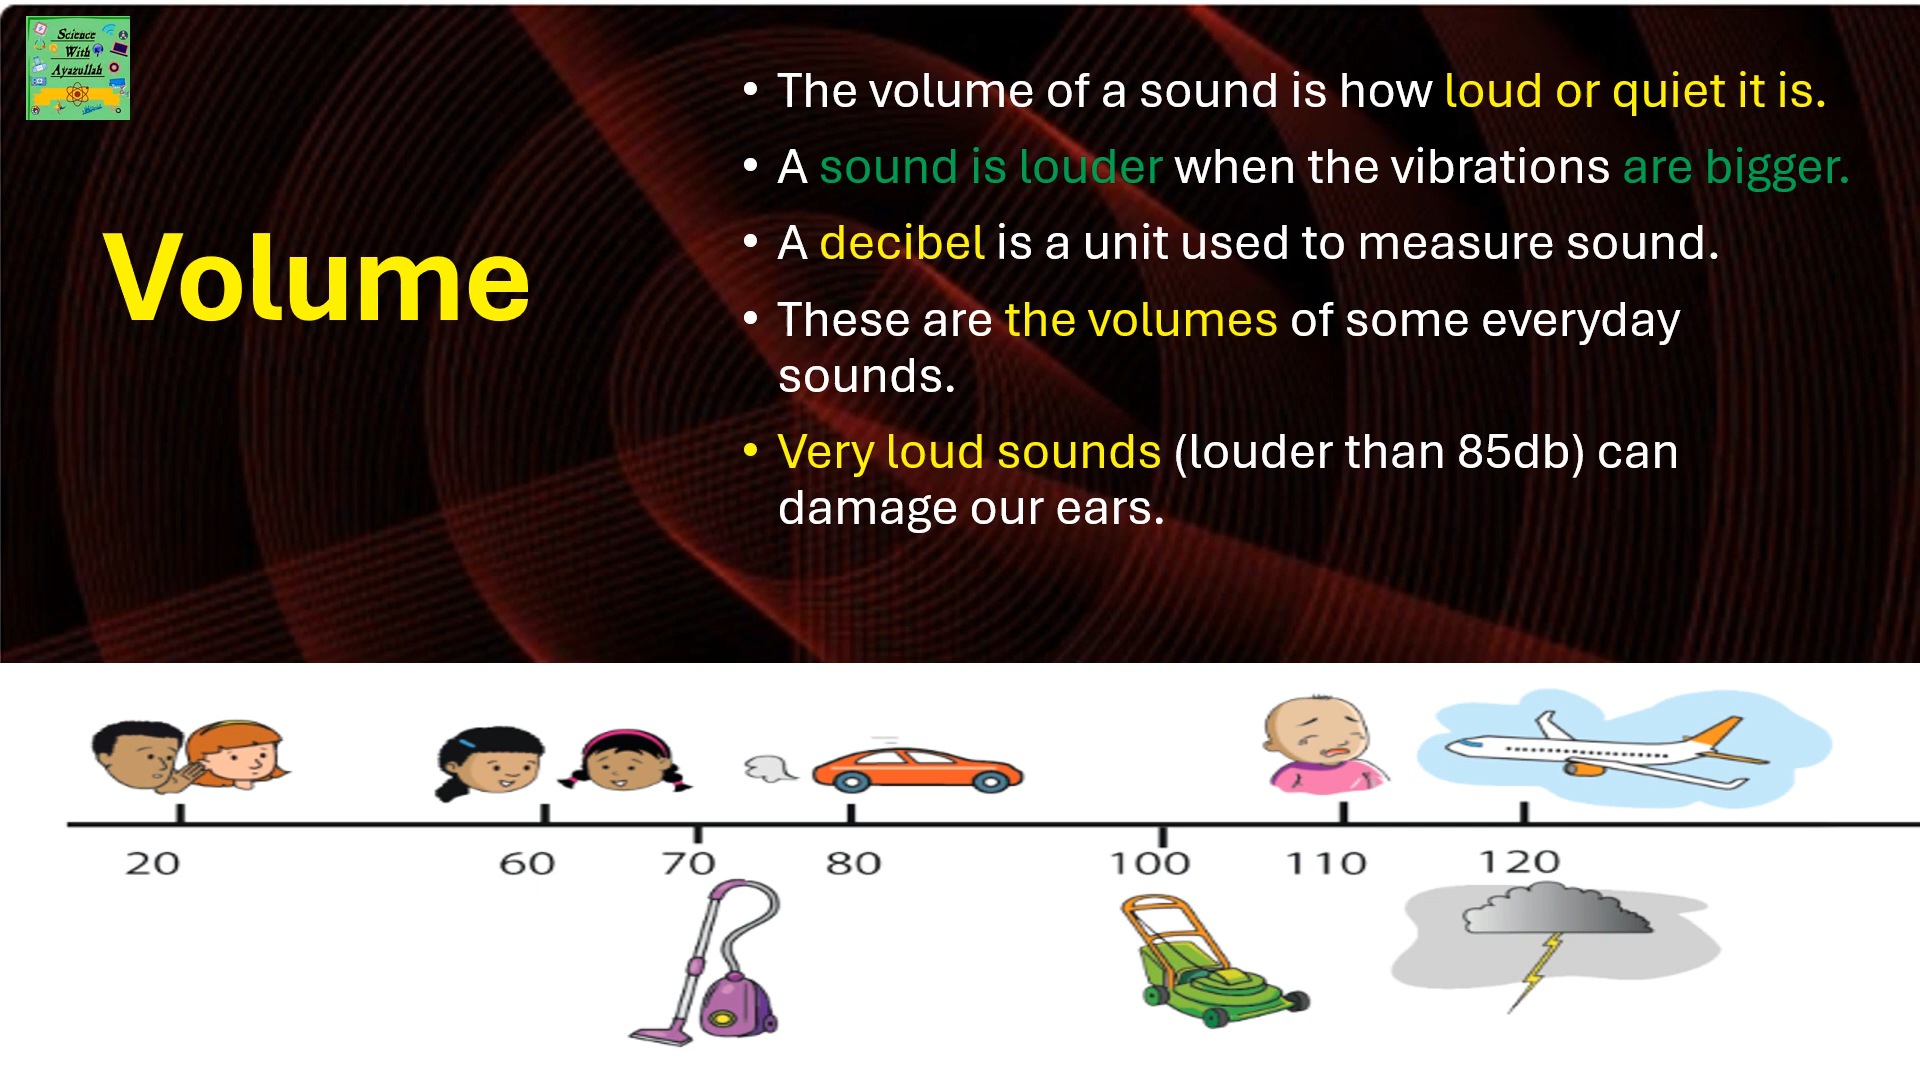 Science
With
Ayazullah
Volume
• The volume of a sound is how loud or quiet it is.
• A sound is louder when the vibrations are bigger.
• A decibel is a unit used to measure sound.
• These are the volumes of some everyday
sounds.
• Very loud sounds (louder than 85db) can
damage our ears.
20 60 70 80 100 110 120